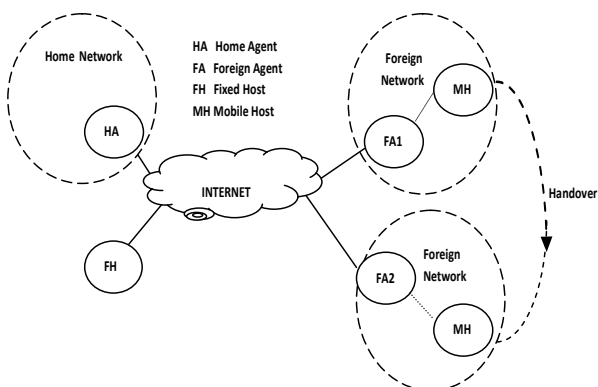 Home Network
HA Home Agent
FA Foreign Agent
FH Fixed Host
MH Mobile Host
Foreign
Network
MH
HA
FA1
INTERNET
Handover
FH
FA2
Foreign
Network
MH